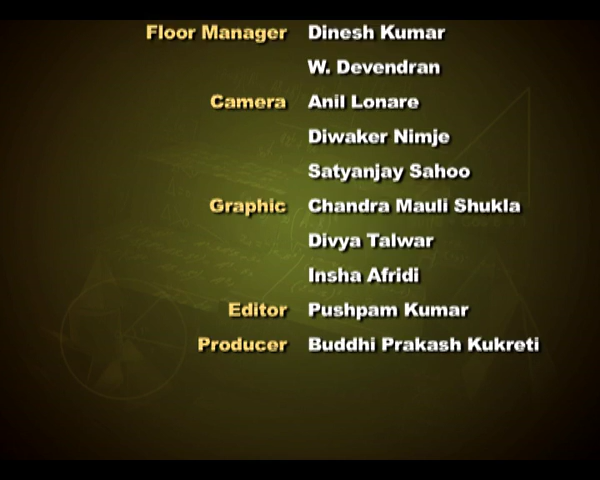 Floor Manager Dinesh Kumar
W. Devendran
Camera Anil Lonare
Diwaker Nimje
Satyanjay Sahoo
Graphic Chandra Mauli Shukla
Divya Talwar
Insha Afridi
Editor Pushpam Kumar
Producer Buddhi Prakash Kukreti